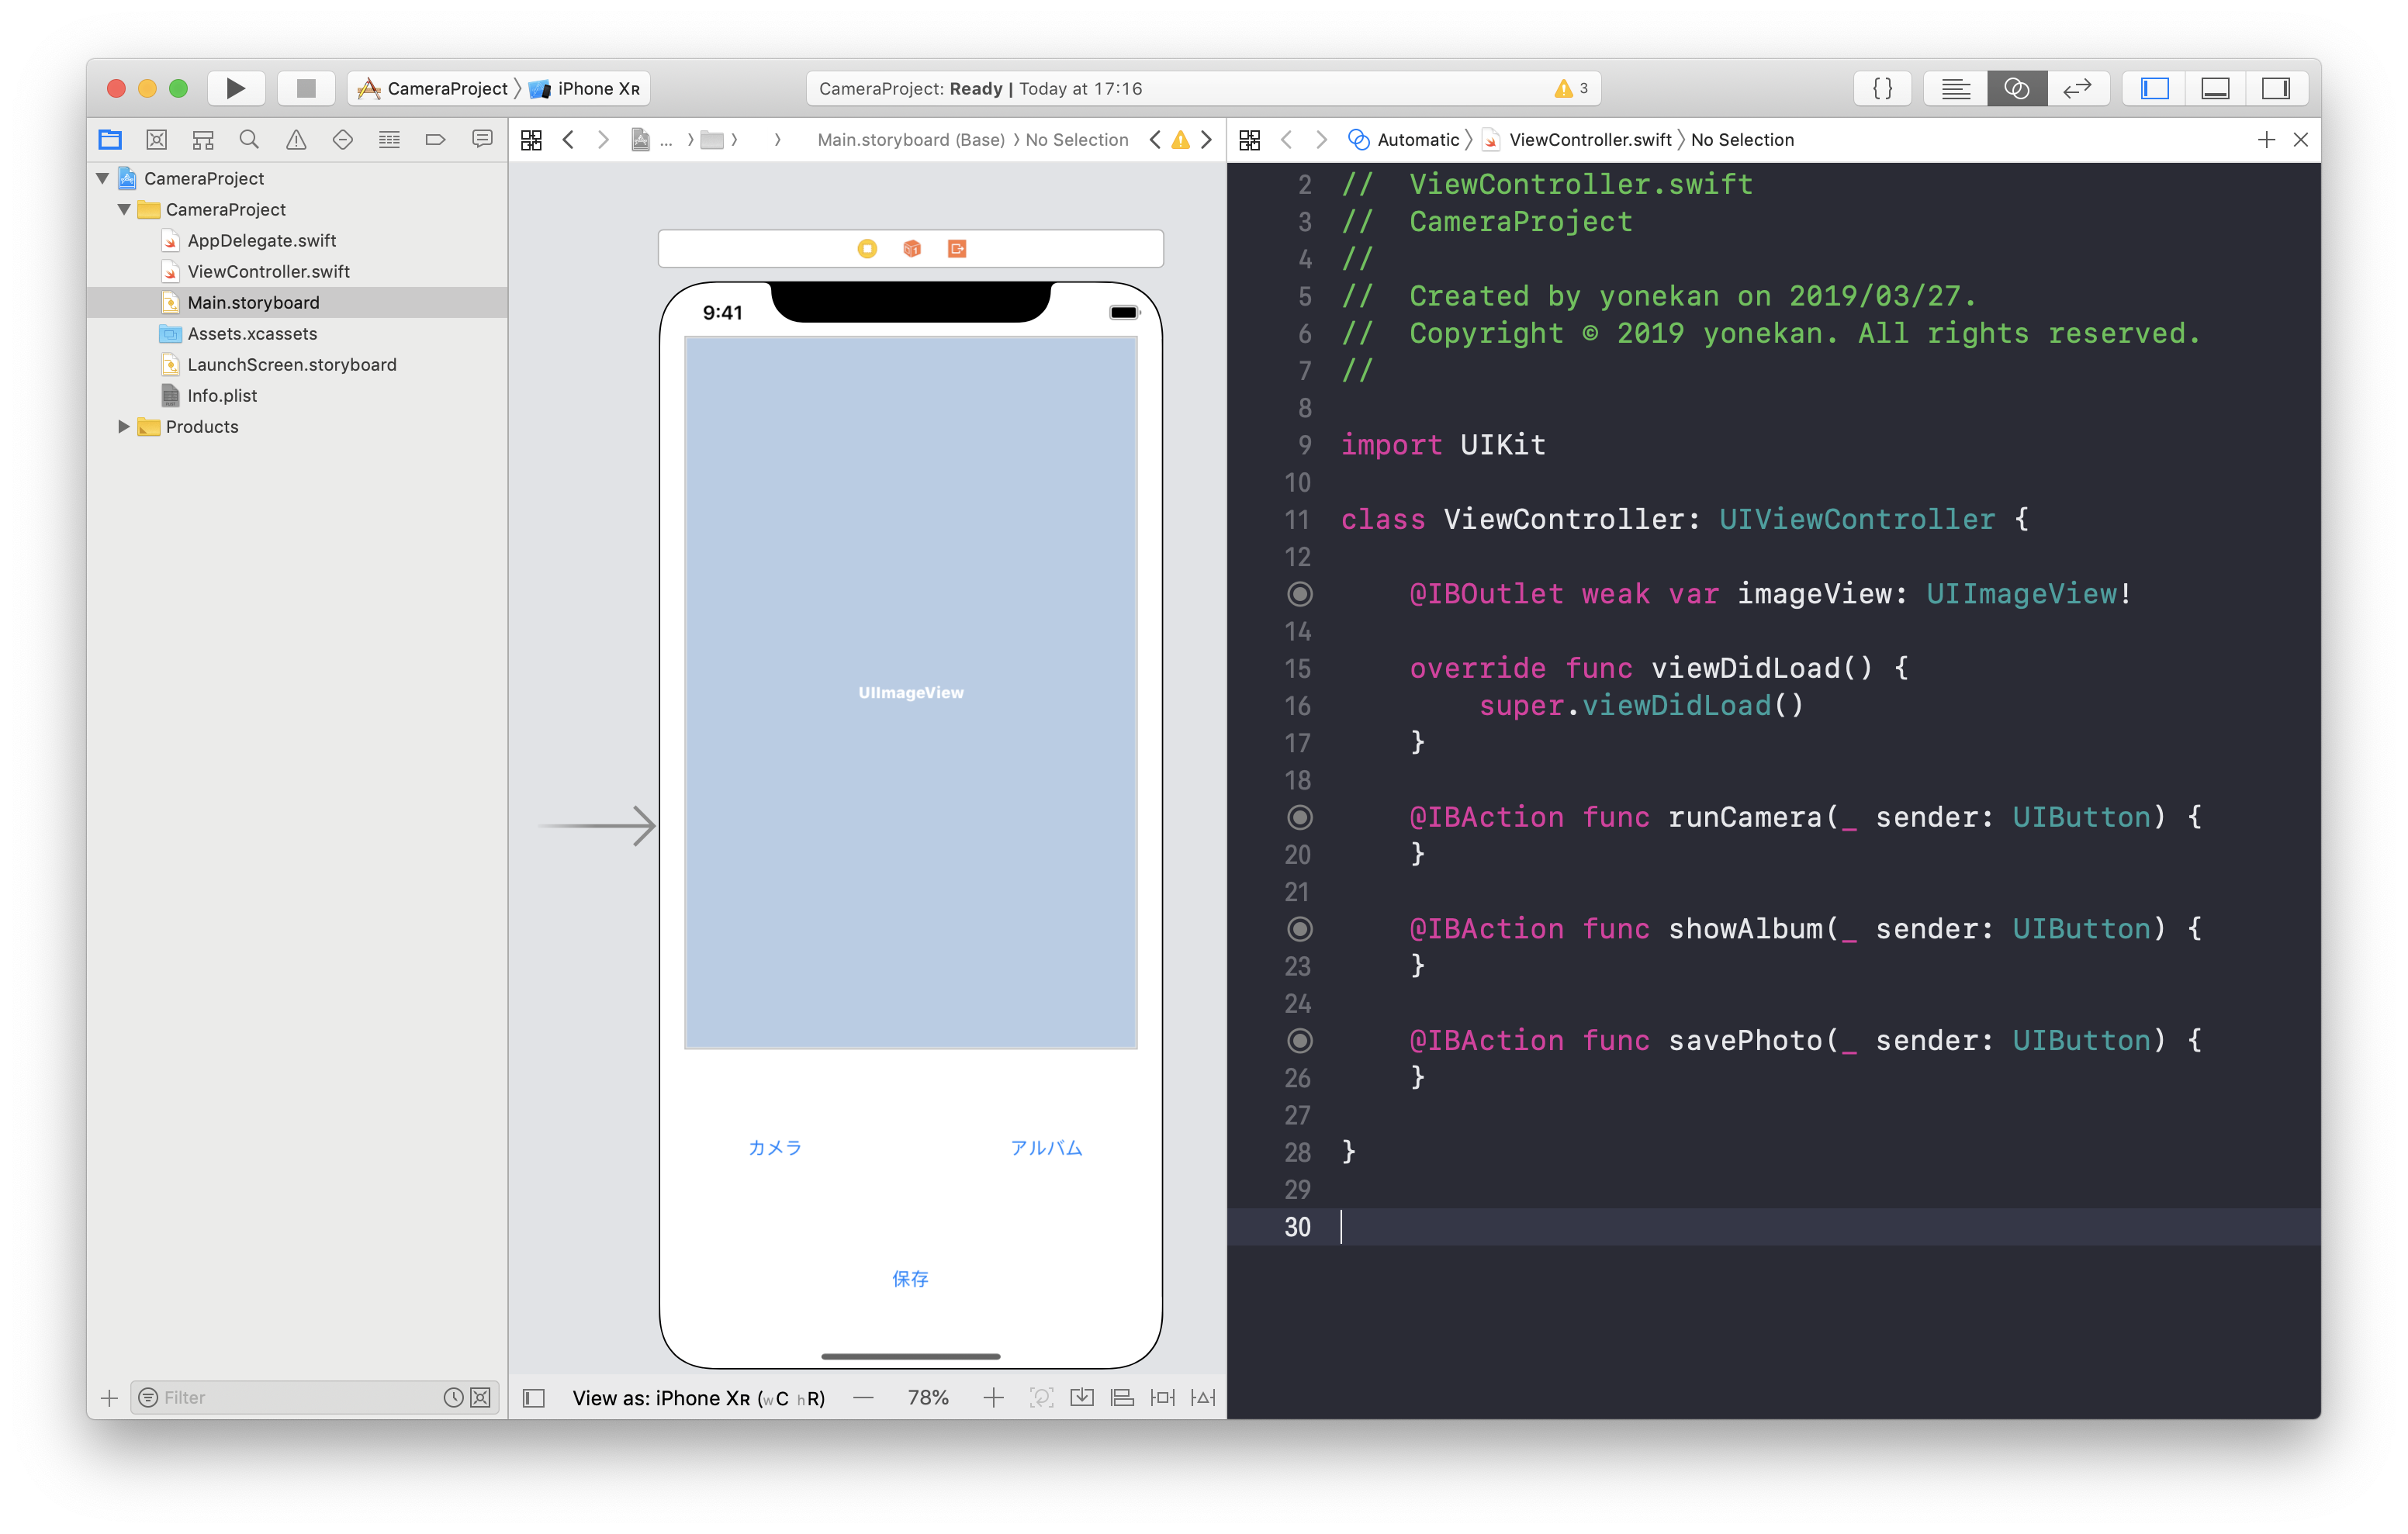 CameraProject 〉 iPhone XR
CameraProject: Ready | Today at 17:16
3
{ }
CameraProject
CameraProject
AppDelegate.swift
ViewController.swift
Main.storyboard
Assets.xcassets
LaunchScreen.storyboard
Info.plist
Products
Filter
... 〉 〉 〉 Main.storyboard (Base) 〉 No Selection
9:41
UIImageView
カメラ
アルバム
保存
View as: iPhone XR (wC hR)
78%
Automatic 〉 ViewController.swift 〉 No Selection
2 //  ViewController.swift
3 //  CameraProject
4 //
5 //  Created by yonekan on 2019/03/27.
6 //  Copyright © 2019 yonekan. All rights reserved.
7 //
8
9 import UIKit
10
11 class ViewController: UIViewController {
12
@IBOutlet weak var imageView: UIImageView!
14
15 override func viewDidLoad() {
16 super.viewDidLoad()
17 }
18
@IBAction func runCamera(_ sender: UIButton) {
20 }
21
@IBAction func showAlbum(_ sender: UIButton) {
23 }
24
@IBAction func savePhoto(_ sender: UIButton) {
26 }
27
28 }
29
30